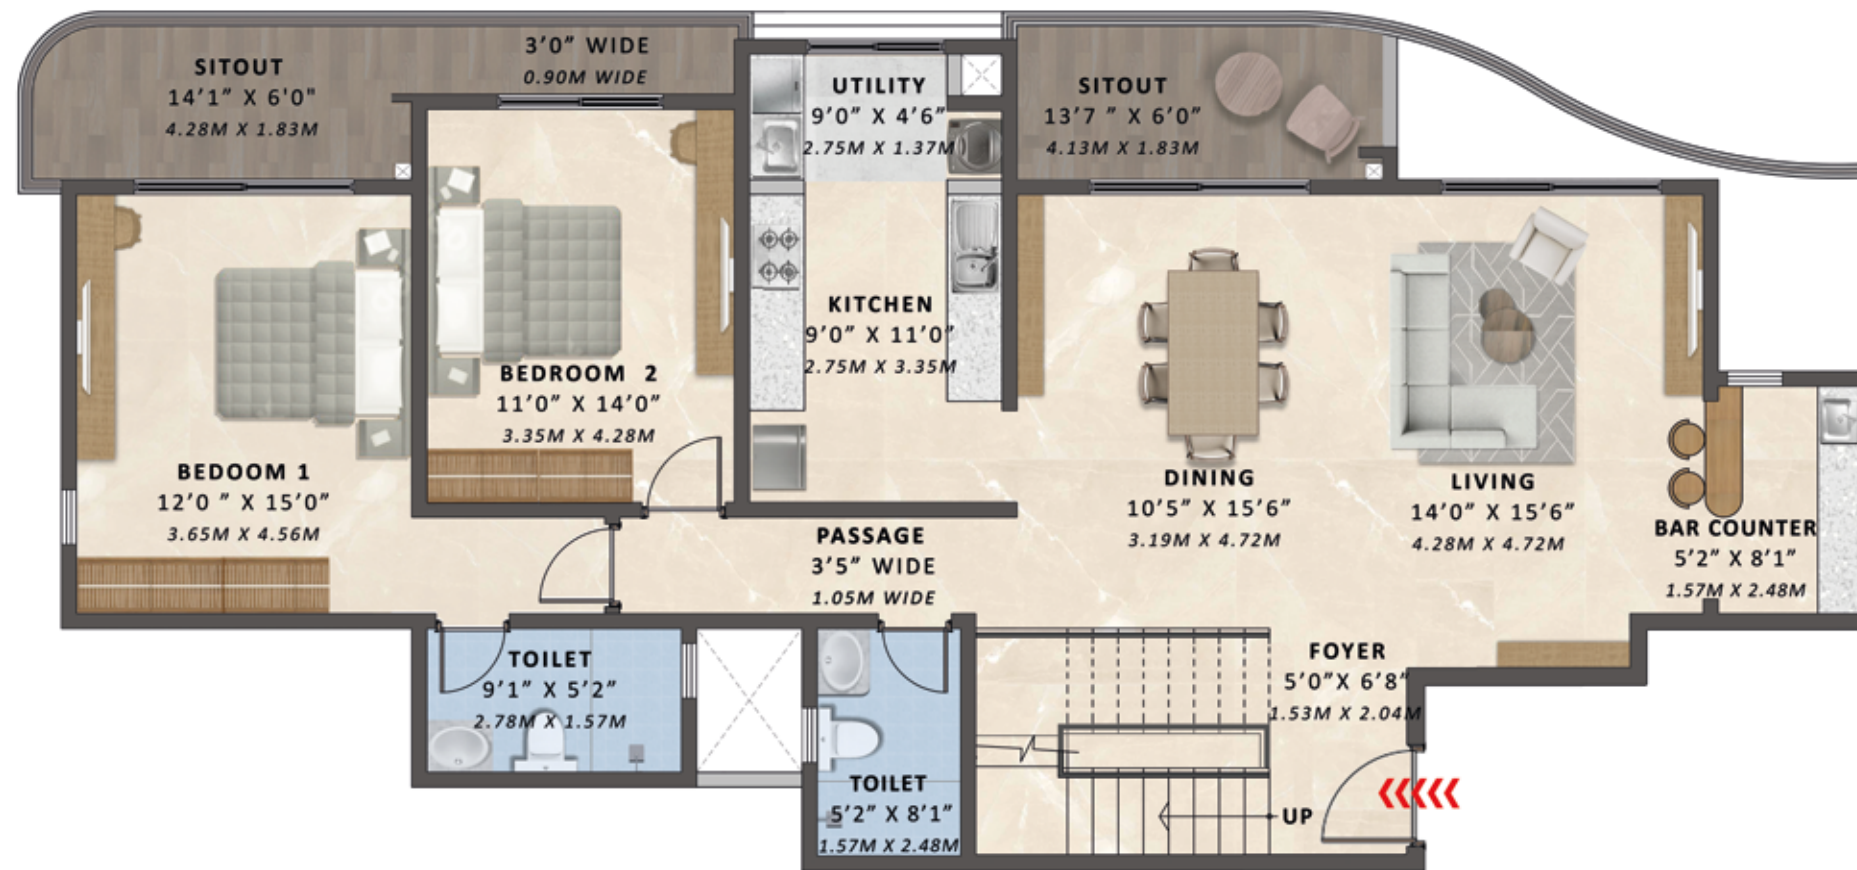 SITOUT
14'1" X 6'0"
4.28M X 1.83M
3'0" WIDE
0.90M WIDE
UTILITY
9'0" X 4'6"
2.75M X 1.37M
SITOUT
13'7 " X 6'0"
4.13M X 1.83M
KITCHEN
9'0" X 11'0"
2.75M X 3.35M
BEDROOM 2
11'0" X 14'0"
3.35M X 4.28M
BEDOOM 1
12'0 " X 15'0"
3.65M X 4.56M
DINING
10'5" X 15'6"
3.19M X 4.72M
LIVING
14'0" X 15'6"
4.28M X 4.72M
BAR COUNTER
5'2" X 8'1"
1.57M X 2.48M
PASSAGE
3'5" WIDE
1.05M WIDE
TOILET
9'1" X 5'2"
2.78M X 1.57M
FOYER
5'0"X 6'8"
1.53M X 2.04M
TOILET
5'2" X 8'1"
1.57M X 2.48M
UP